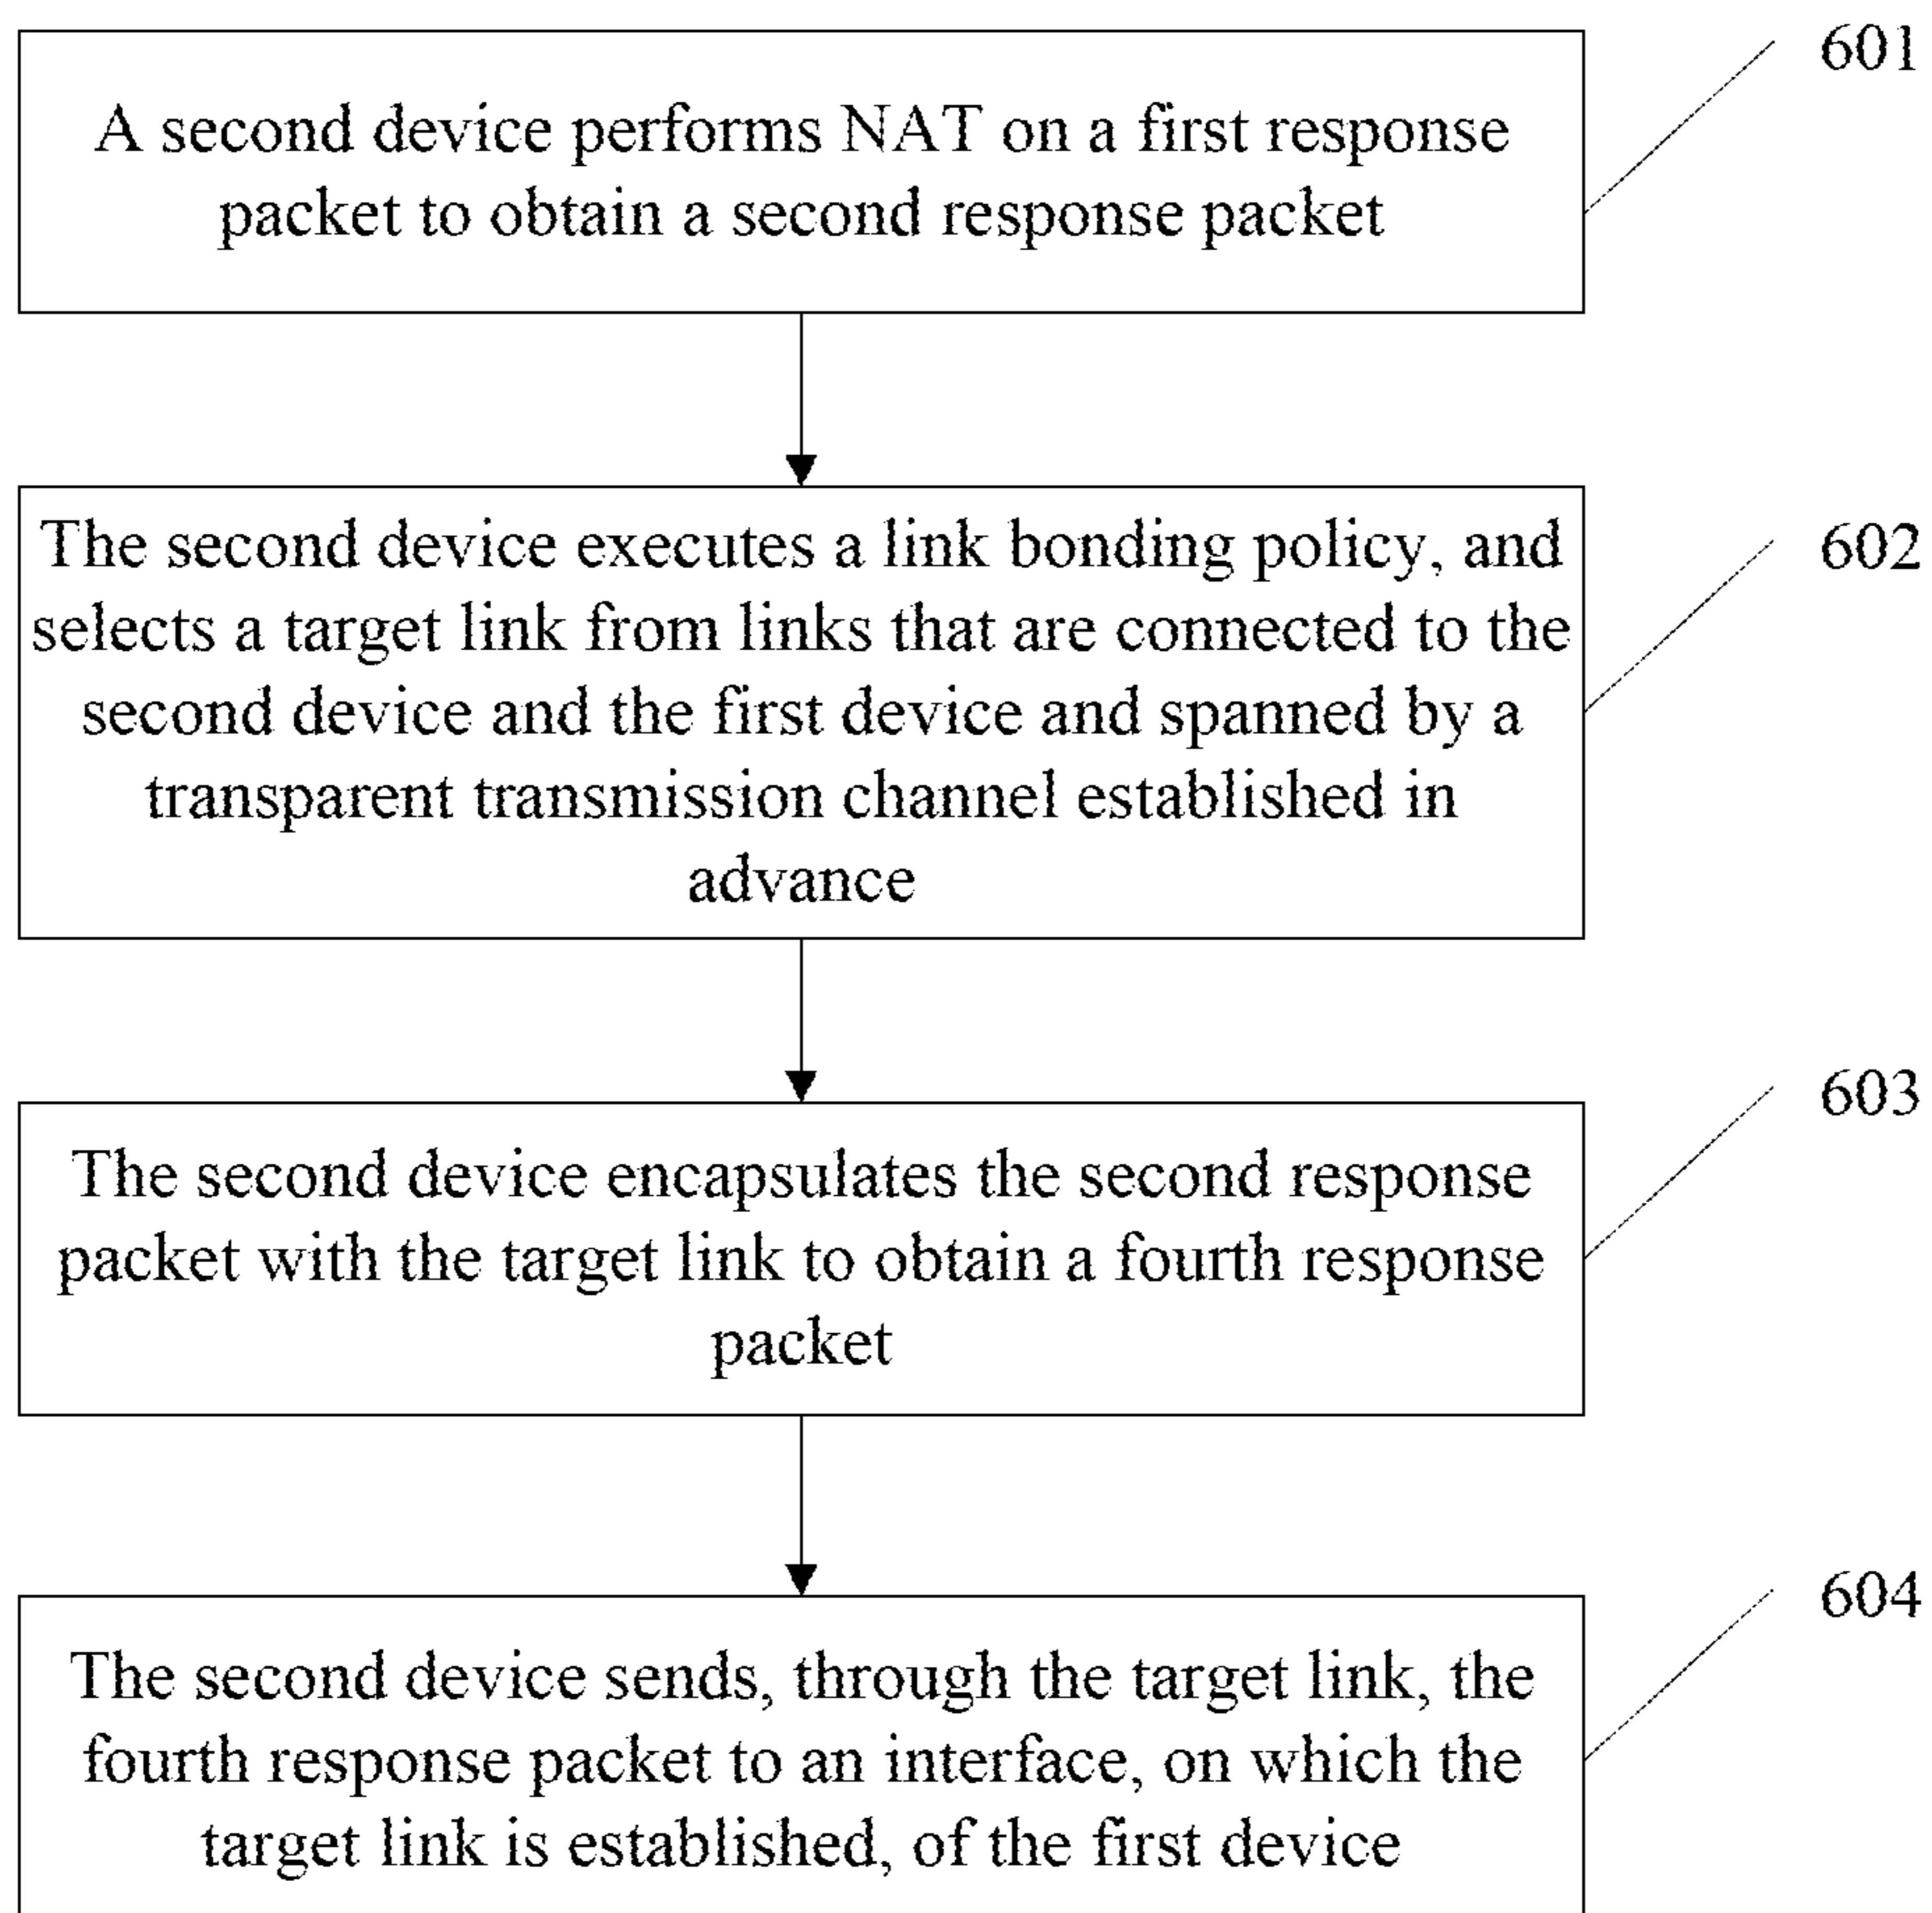 601
A second device performs NAT on a first response
packet to obtain a second response packet
602
The second device executes a link bonding policy, and
selects a target link from links that are connected to the
second device and the first device and spanned by a
transparent transmission channel established in
advance
603
The second device encapsulates the second response
packet with the target link to obtain a fourth response
packet
604
The second device sends, through the target link, the
fourth response packet to an interface, on which the
target link is established, of the first device